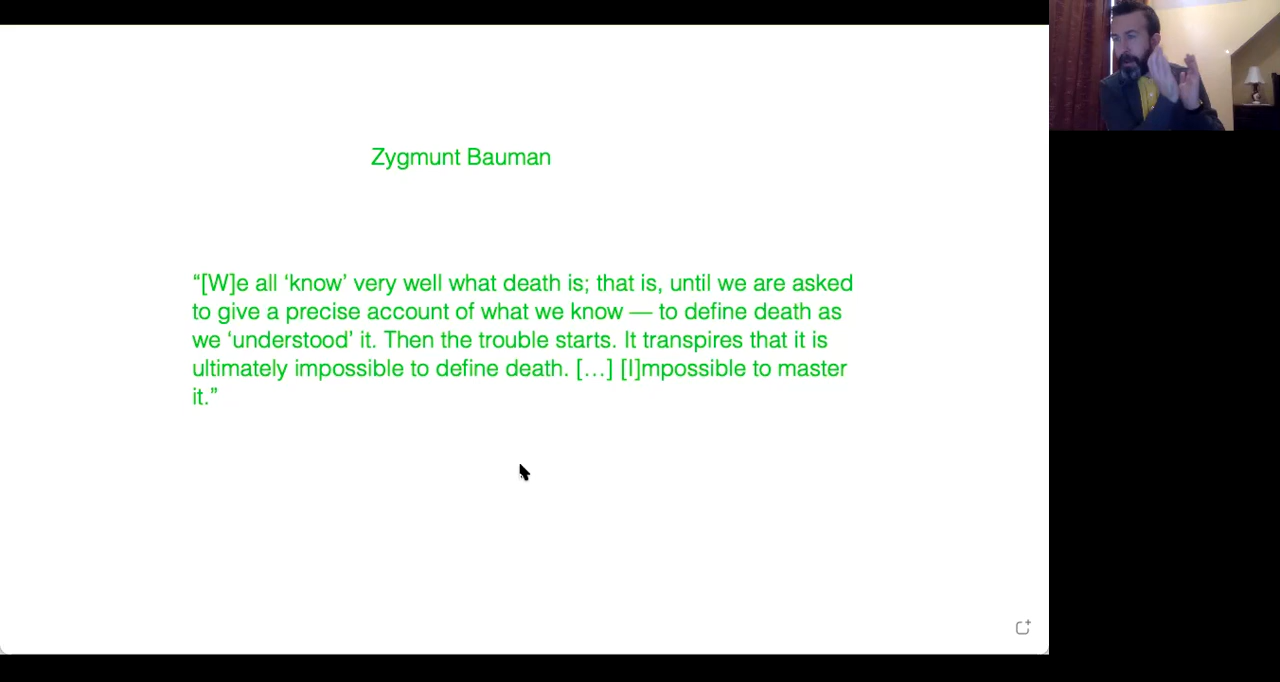 Zygmunt Bauman
“[W]e all ‘know’ very well what death is; that is, until we are asked
to give a precise account of what we know — to define death as
we ‘understood’ it. Then the trouble starts. It transpires that it is
ultimately impossible to define death. […] [I]mpossible to master
it.”